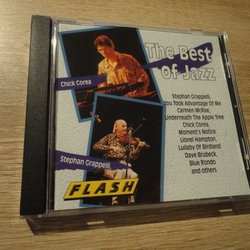 The Best
Of Jazz
Chick Corea
Stephan Grappelli,
You Took Advantage Of Me
Carmen McRae,
Underneath The Apple Tree
Chick Corea,
Moment's Notice
Lionel Hampton,
Lullaby Of Birdland
Dave Brubeck,
Blue Rondo
and others
Stephan Grappelli
FLASH